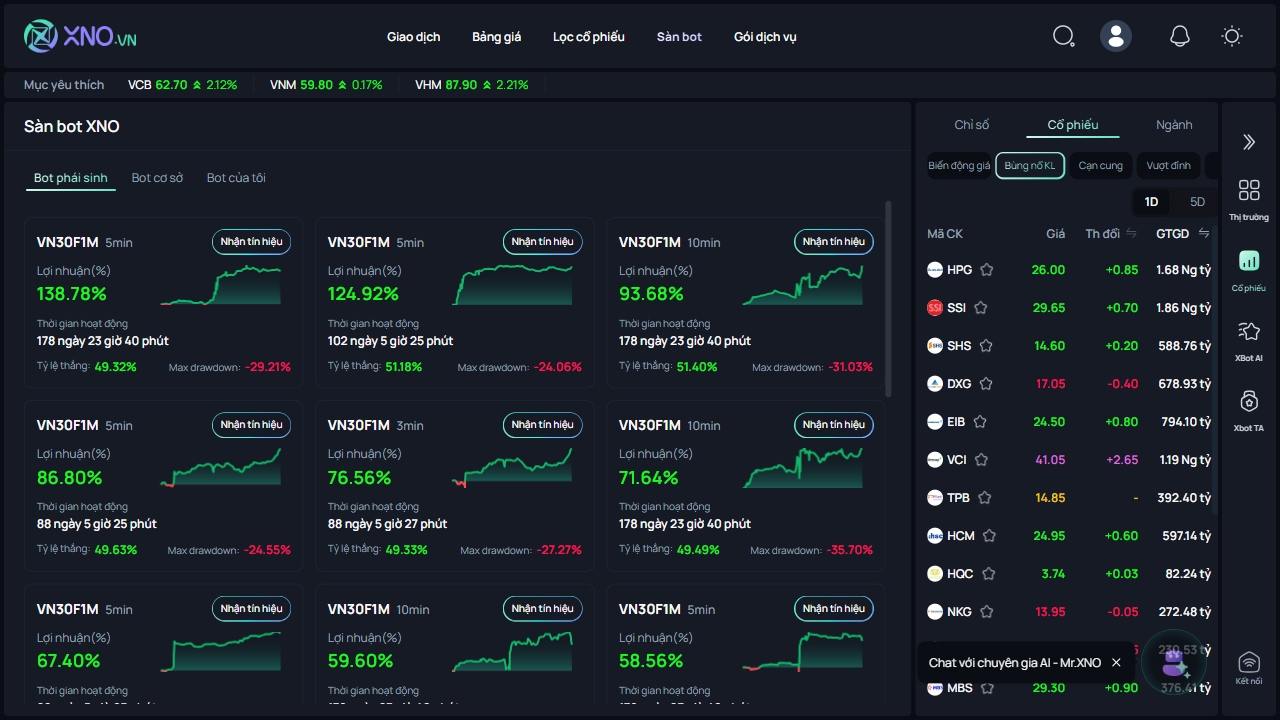 XNO.VN
Giao dịch Bảng giá Lọc cổ phiếu Sàn bot Gói dịch vụ
Mục yêu thích VCB 62.70 2.12% VNM 59.80 0.17% VHM 87.90 2.21%
Sàn bot XNO
Bot phái sinh Bot cơ sở Bot của tôi
VN30F1M 5min Nhận tín hiệu
Lợi nhuận(%)
138.78%
Thời gian hoạt động
178 ngày 23 giờ 40 phút
Tỷ lệ thắng: 49.32% Max drawdown: -29.21%
VN30F1M 5min Nhận tín hiệu
Lợi nhuận(%)
124.92%
Thời gian hoạt động
102 ngày 5 giờ 25 phút
Tỷ lệ thắng: 51.18% Max drawdown: -24.06%
VN30F1M 10min Nhận tín hiệu
Lợi nhuận(%)
93.68%
Thời gian hoạt động
178 ngày 23 giờ 40 phút
Tỷ lệ thắng: 51.40% Max drawdown: -31.03%
VN30F1M 5min Nhận tín hiệu
Lợi nhuận(%)
86.80%
Thời gian hoạt động
88 ngày 5 giờ 25 phút
Tỷ lệ thắng: 49.63% Max drawdown: -24.55%
VN30F1M 3min Nhận tín hiệu
Lợi nhuận(%)
76.56%
Thời gian hoạt động
88 ngày 5 giờ 27 phút
Tỷ lệ thắng: 49.33% Max drawdown: -27.27%
VN30F1M 10min Nhận tín hiệu
Lợi nhuận(%)
71.64%
Thời gian hoạt động
178 ngày 23 giờ 40 phút
Tỷ lệ thắng: 49.49% Max drawdown: -35.70%
VN30F1M 5min Nhận tín hiệu
Lợi nhuận(%)
67.40%
Thời gian hoạt động
VN30F1M 10min Nhận tín hiệu
Lợi nhuận(%)
59.60%
Thời gian hoạt động
VN30F1M 5min Nhận tín hiệu
Lợi nhuận(%)
58.56%
Thời gian hoạt động
Chỉ số Cổ phiếu Ngành
Biến động giá Bùng nổ KL Cạn cung Vượt đỉnh
1D 5D
Mã CK Giá Th đổi GTGD
HPG 26.00 +0.85 1.68 Ng tỷ
SSI SSI 29.65 +0.70 1.86 Ng tỷ
SHS SHS 14.60 +0.20 588.76 tỷ
DXG 17.05 -0.40 678.93 tỷ
EIB 24.50 +0.80 794.10 tỷ
VCI 41.05 +2.65 1.19 Ng tỷ
TPB 14.85 - 392.40 tỷ
hsc HCM 24.95 +0.60 597.14 tỷ
HQC 3.74 +0.03 82.24 tỷ
NKG 13.95 -0.05 272.48 tỷ
230.53 tỷ
Chat với chuyên gia AI - Mr.XNO
MBS MBS 29.30 +0.90 376.41 tỷ
Thị trường
Cổ phiếu
XBot AI
Xbot TA
Kết nối